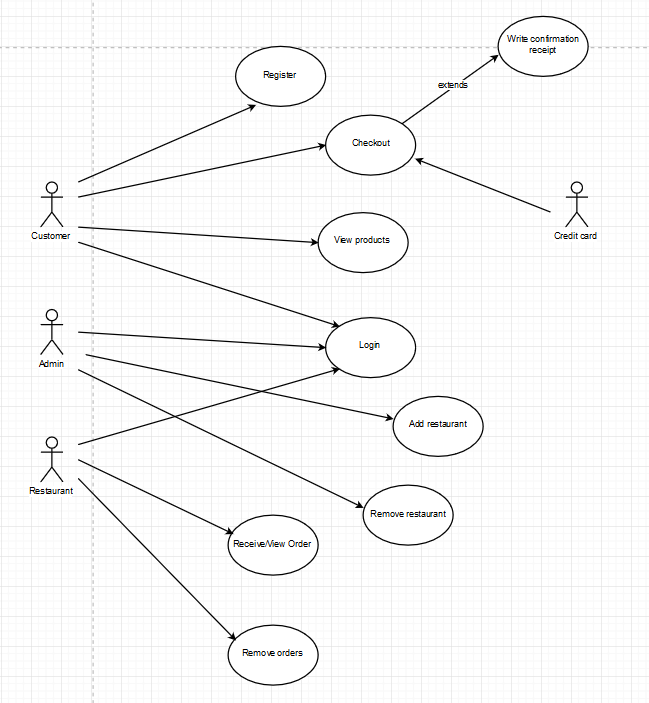 Write confirmation
receipt
Register
extends
Checkout
Customer
Credit card
View products
Login
Admin
Add restaurant
Restaurant
Remove restaurant
Receive/View Order
Remove orders